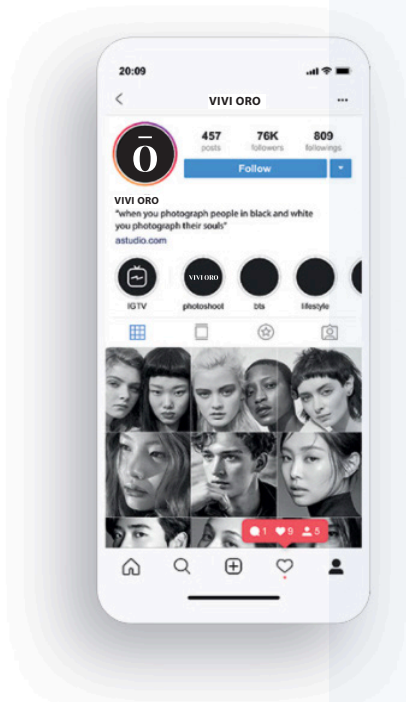 20:09
VIVI ORO
Ō
457 76K 809
posts followers followings
Follow
VIVI ORO
"when you photograph people in black and white
you photograph their souls"
astudio.com
VIVI ORO
IGTV photoshoot bts lifestyle
1 9 5